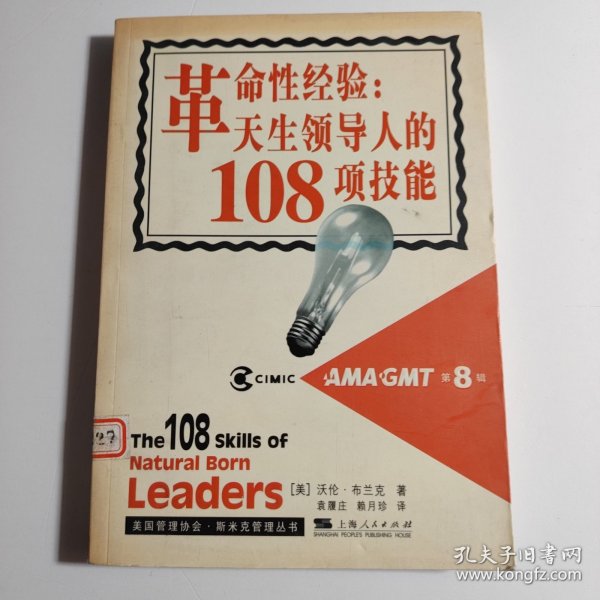 革命性经验：
天生领导人的
108项技能
CIMIC
AMA GMT 第8辑
27
The 108 Skills of
Natural Born
Leaders
[美] 沃伦·布兰克 著
袁履庄 赖月珍 译
美国管理协会·斯米克管理丛书
上海人民出版社
SHANGHAI PEOPLE'S PUBLISHING HOUSE
孔夫子旧书网
www.kongfz.com